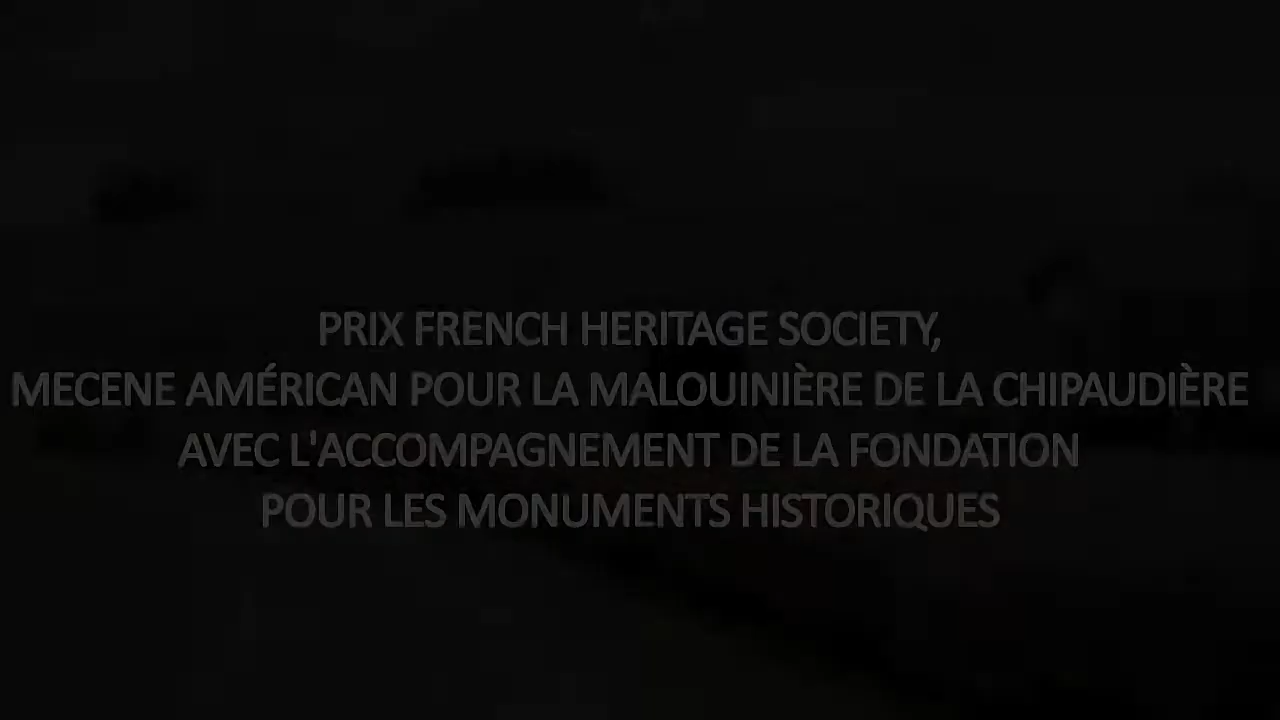 PRIX FRENCH HERITAGE SOCIETY,
MECENE AMÉRICAN POUR LA MALOUINIÈRE DE LA CHIPAUDIÈRE
AVEC L'ACCOMPAGNEMENT DE LA FONDATION
POUR LES MONUMENTS HISTORIQUES